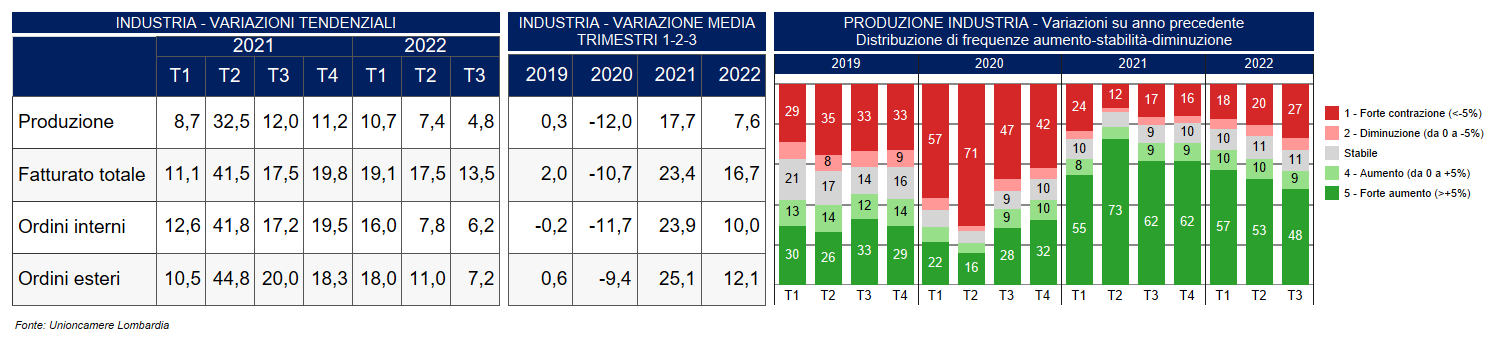 INDUSTRIA - VARIAZIONI TENDENZIALI
2021 2022
T1 T2 T3 T4 T1 T2 T3
Produzione 8,7 32,5 12,0 11,2 10,7 7,4 4,8
Fatturato totale 11,1 41,5 17,5 19,8 19,1 17,5 13,5
Ordini interni 12,6 41,8 17,2 19,5 16,0 7,8 6,2
Ordini esteri 10,5 44,8 20,0 18,3 18,0 11,0 7,2
Fonte: Unioncamere Lombardia
INDUSTRIA - VARIAZIONE MEDIA
TRIMESTRI 1-2-3
2019 2020 2021 2022
0,3 -12,0 17,7 7,6
2,0 -10,7 23,4 16,7
-0,2 -11,7 23,9 10,0
0,6 -9,4 25,1 12,1
PRODUZIONE INDUSTRIA - Variazioni su anno precedente
Distribuzione di frequenze aumento-stabilità-diminuzione
2019 2020 2021 2022
29 35 33 33 57 71 47 42 24 12 17 16 18 20 27
8 9
21 17 14 16 9 10 10 9 10 10 11 11
13 14 12 14 9 10 8 9 9 10 10 9
30 26 33 29 22 16 28 32 55 73 62 62 57 53 48
T1 T2 T3 T4 T1 T2 T3 T4 T1 T2 T3 T4 T1 T2 T3
1 - Forte contrazione (<-5%)
2 - Diminuzione (da 0 a -5%)
Stabile
4 - Aumento (da 0 a +5%)
5 - Forte aumento (>+5%)